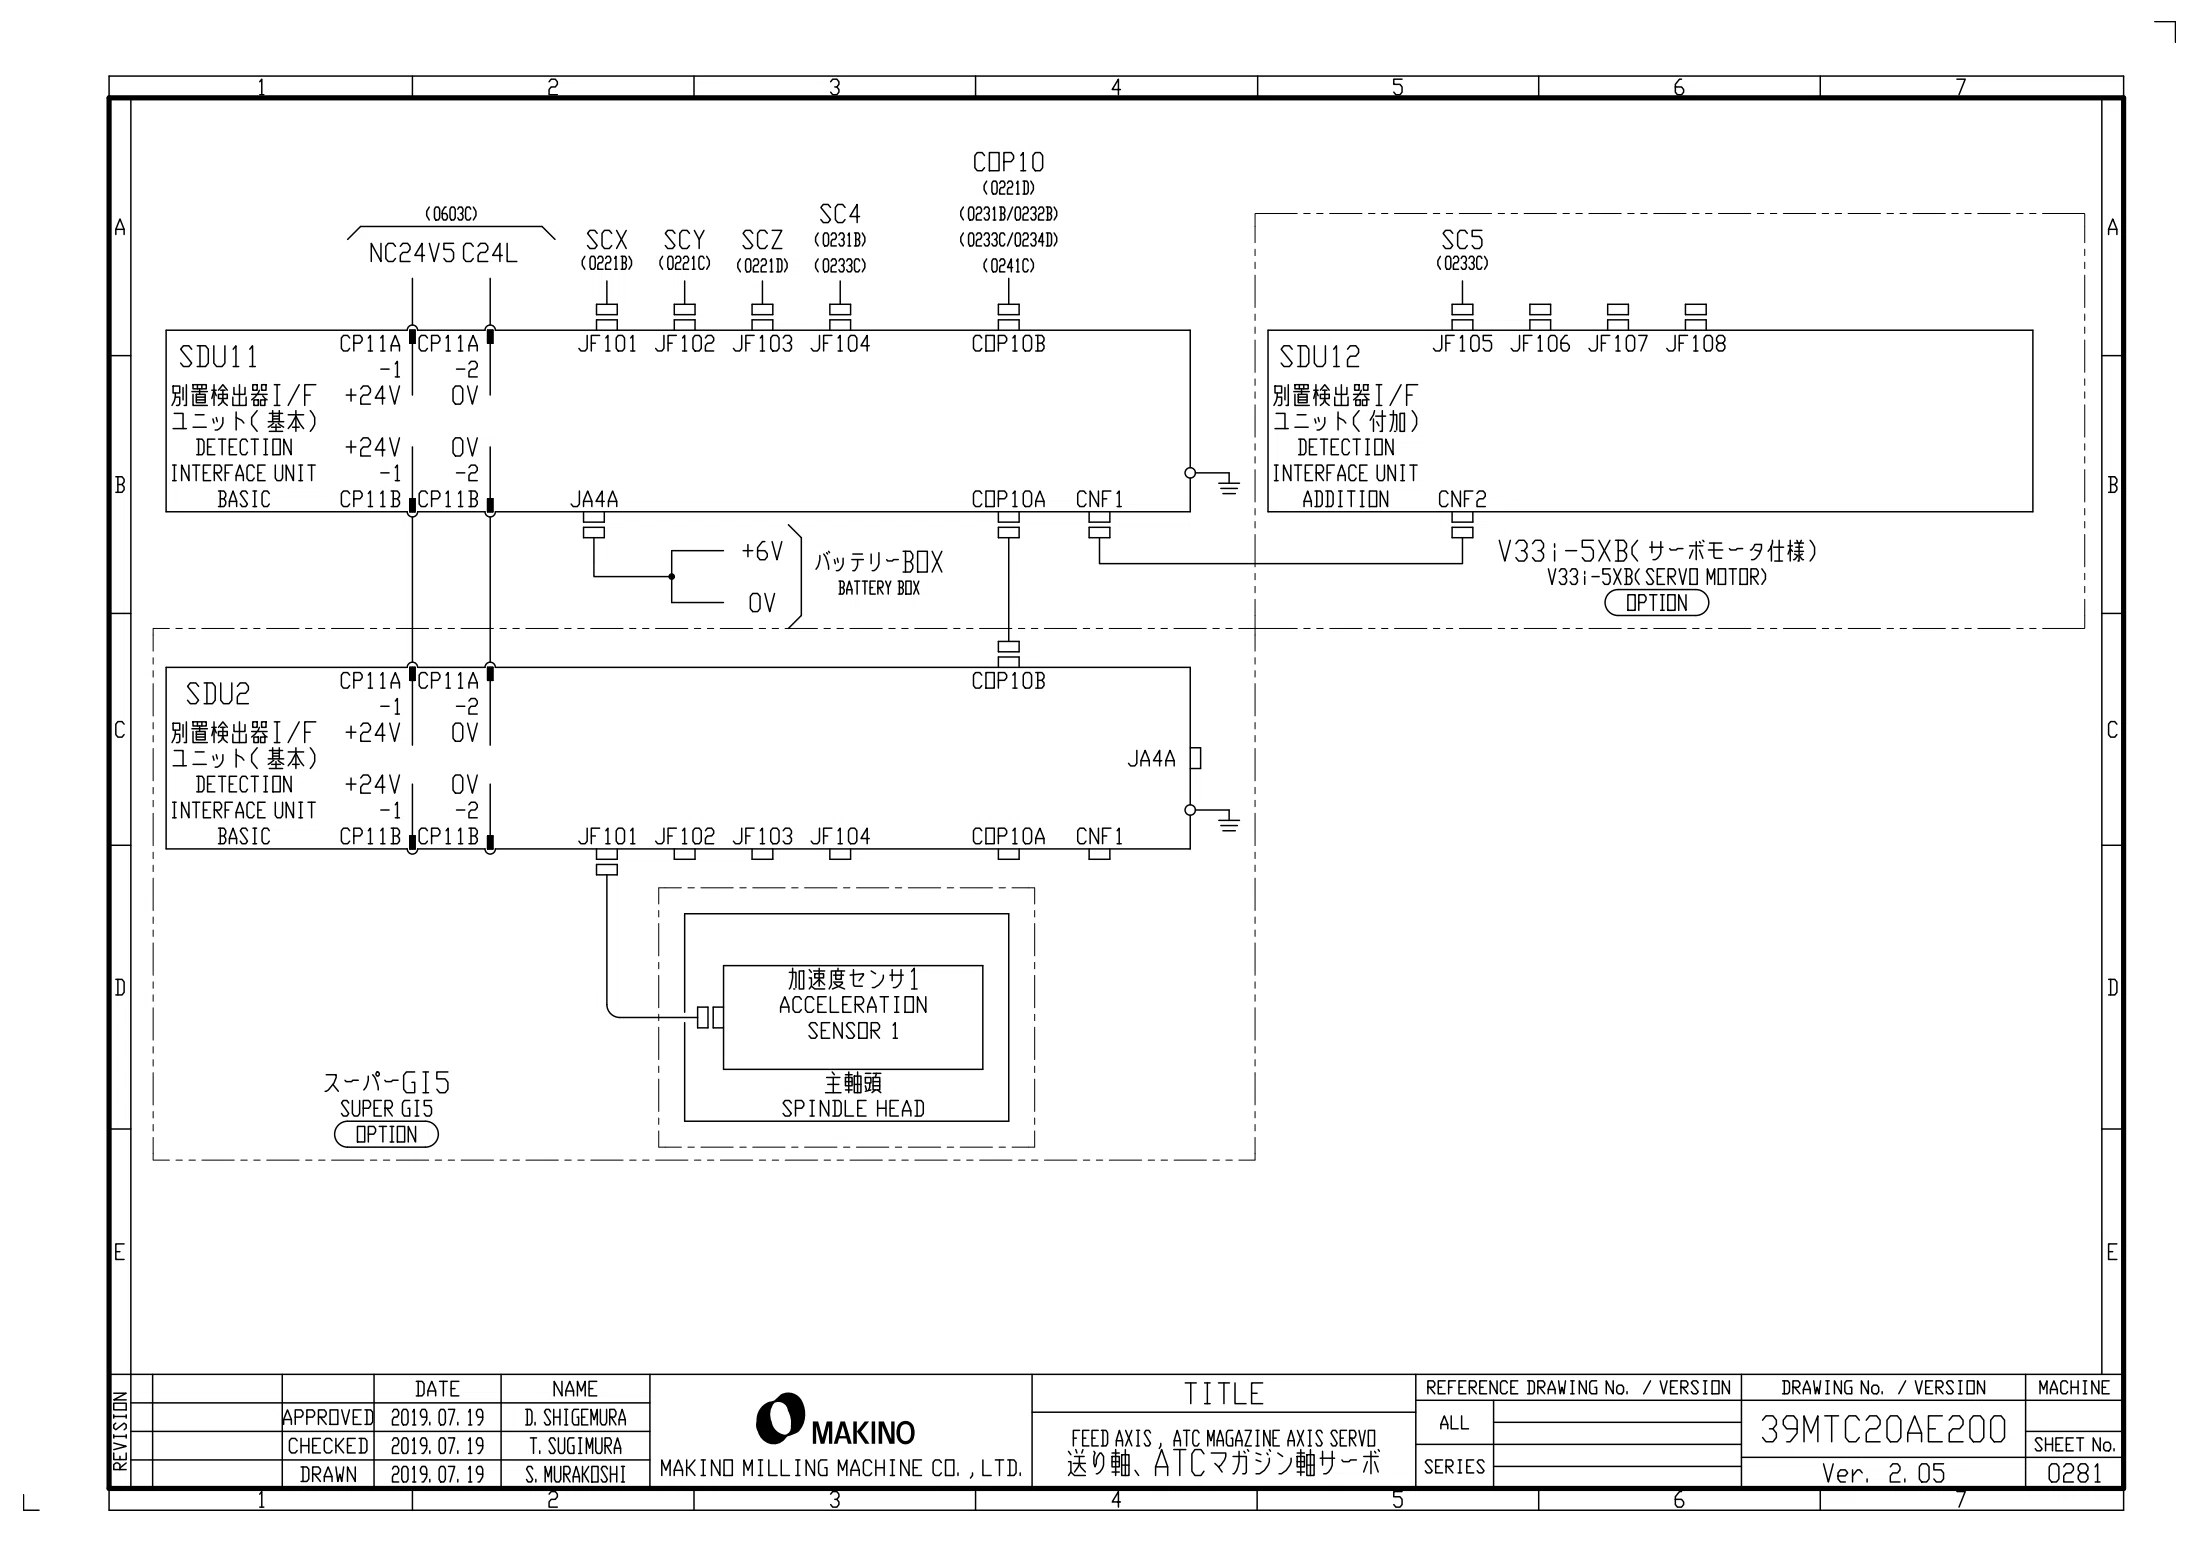 1 2 3 4 5 6 7
A
B
C
D
E
A
B
C
D
E
(0603C)
NC24V5 C24L
SCX
(0221B)
SCY
(0221C)
SCZ
(0221D)
SC4
(0231B)
(0233C)
COP10
(0221D)
(0231B/0232B)
(0233C/0234D)
(0241C)
SC5
(0233C)
SDU11
別置検出器I/F
ユニット(基本)
DETECTION
INTERFACE UNIT
BASIC
CP11A CP11A
-1 -2
+24V 0V
+24V 0V
-1 -2
CP11B CP11B
JF101 JF102 JF103 JF104 COP10B
JA4A COP10A CNF1
SDU12
別置検出器I/F
ユニット(付加)
DETECTION
INTERFACE UNIT
ADDITION
JF105 JF106 JF107 JF108
CNF2
+6V
0V
バッテリーBOX
BATTERY BOX
V33i-5XB(サーボモータ仕様)
V33i-5XB(SERVO MOTOR)
OPTION
SDU2
別置検出器I/F
ユニット(基本)
DETECTION
INTERFACE UNIT
BASIC
CP11A CP11A
-1 -2
+24V 0V
+24V 0V
-1 -2
CP11B CP11B
COP10B
JA4A
JF101 JF102 JF103 JF104 COP10A CNF1
加速度センサ1
ACCELERATION
SENSOR 1
主軸頭
SPINDLE HEAD
スーパーGI5
SUPER GI5
OPTION
REVISION
DATE NAME
APPROVED 2019.07.19 D. SHIGEMURA
CHECKED 2019.07.19 T. SUGIMURA
DRAWN 2019.07.19 S. MURAKOSHI
MAKINO
MAKINO MILLING MACHINE CO.,LTD.
TITLE
FEED AXIS, ATC MAGAZINE AXIS SERVO
送り軸、ATCマガジン軸サーボ
REFERENCE DRAWING No. / VERSION
ALL
SERIES
DRAWING No. / VERSION
39MTC20AE200
Ver. 2.05
MACHINE
SHEET No.
0281
1 2 3 4 5 6 7